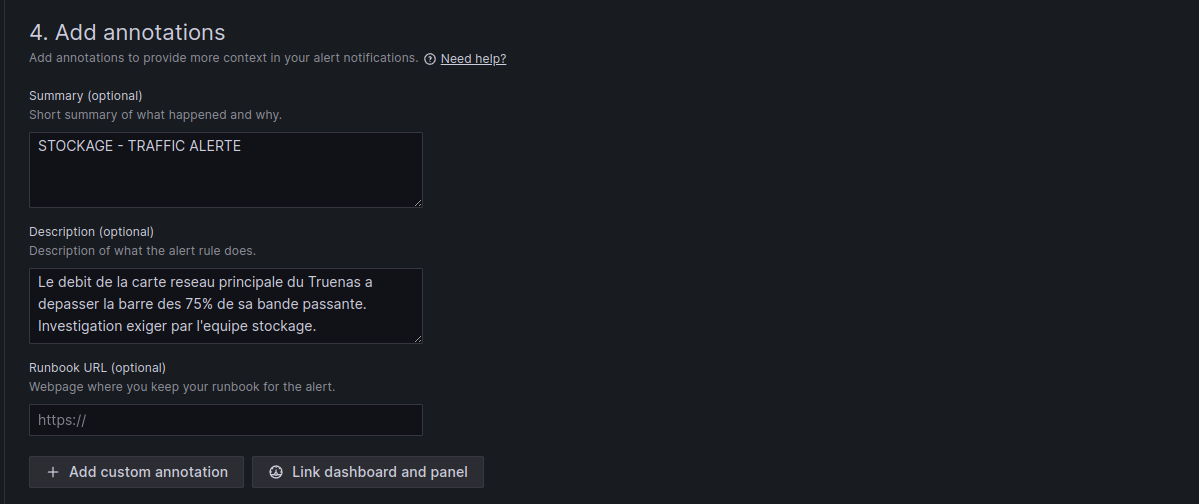 4. Add annotations
Add annotations to provide more context in your alert notifications. Need help?
Summary (optional)
Short summary of what happened and why.
STOCKAGE - TRAFFIC ALERTE
Description (optional)
Description of what the alert rule does.
Le debit de la carte reseau principale du Truenas a
depasser la barre des 75% de sa bande passante.
Investigation exiger par l'equipe stockage.
Runbook URL (optional)
Webpage where you keep your runbook for the alert.
https://
+ Add custom annotation Link dashboard and panel